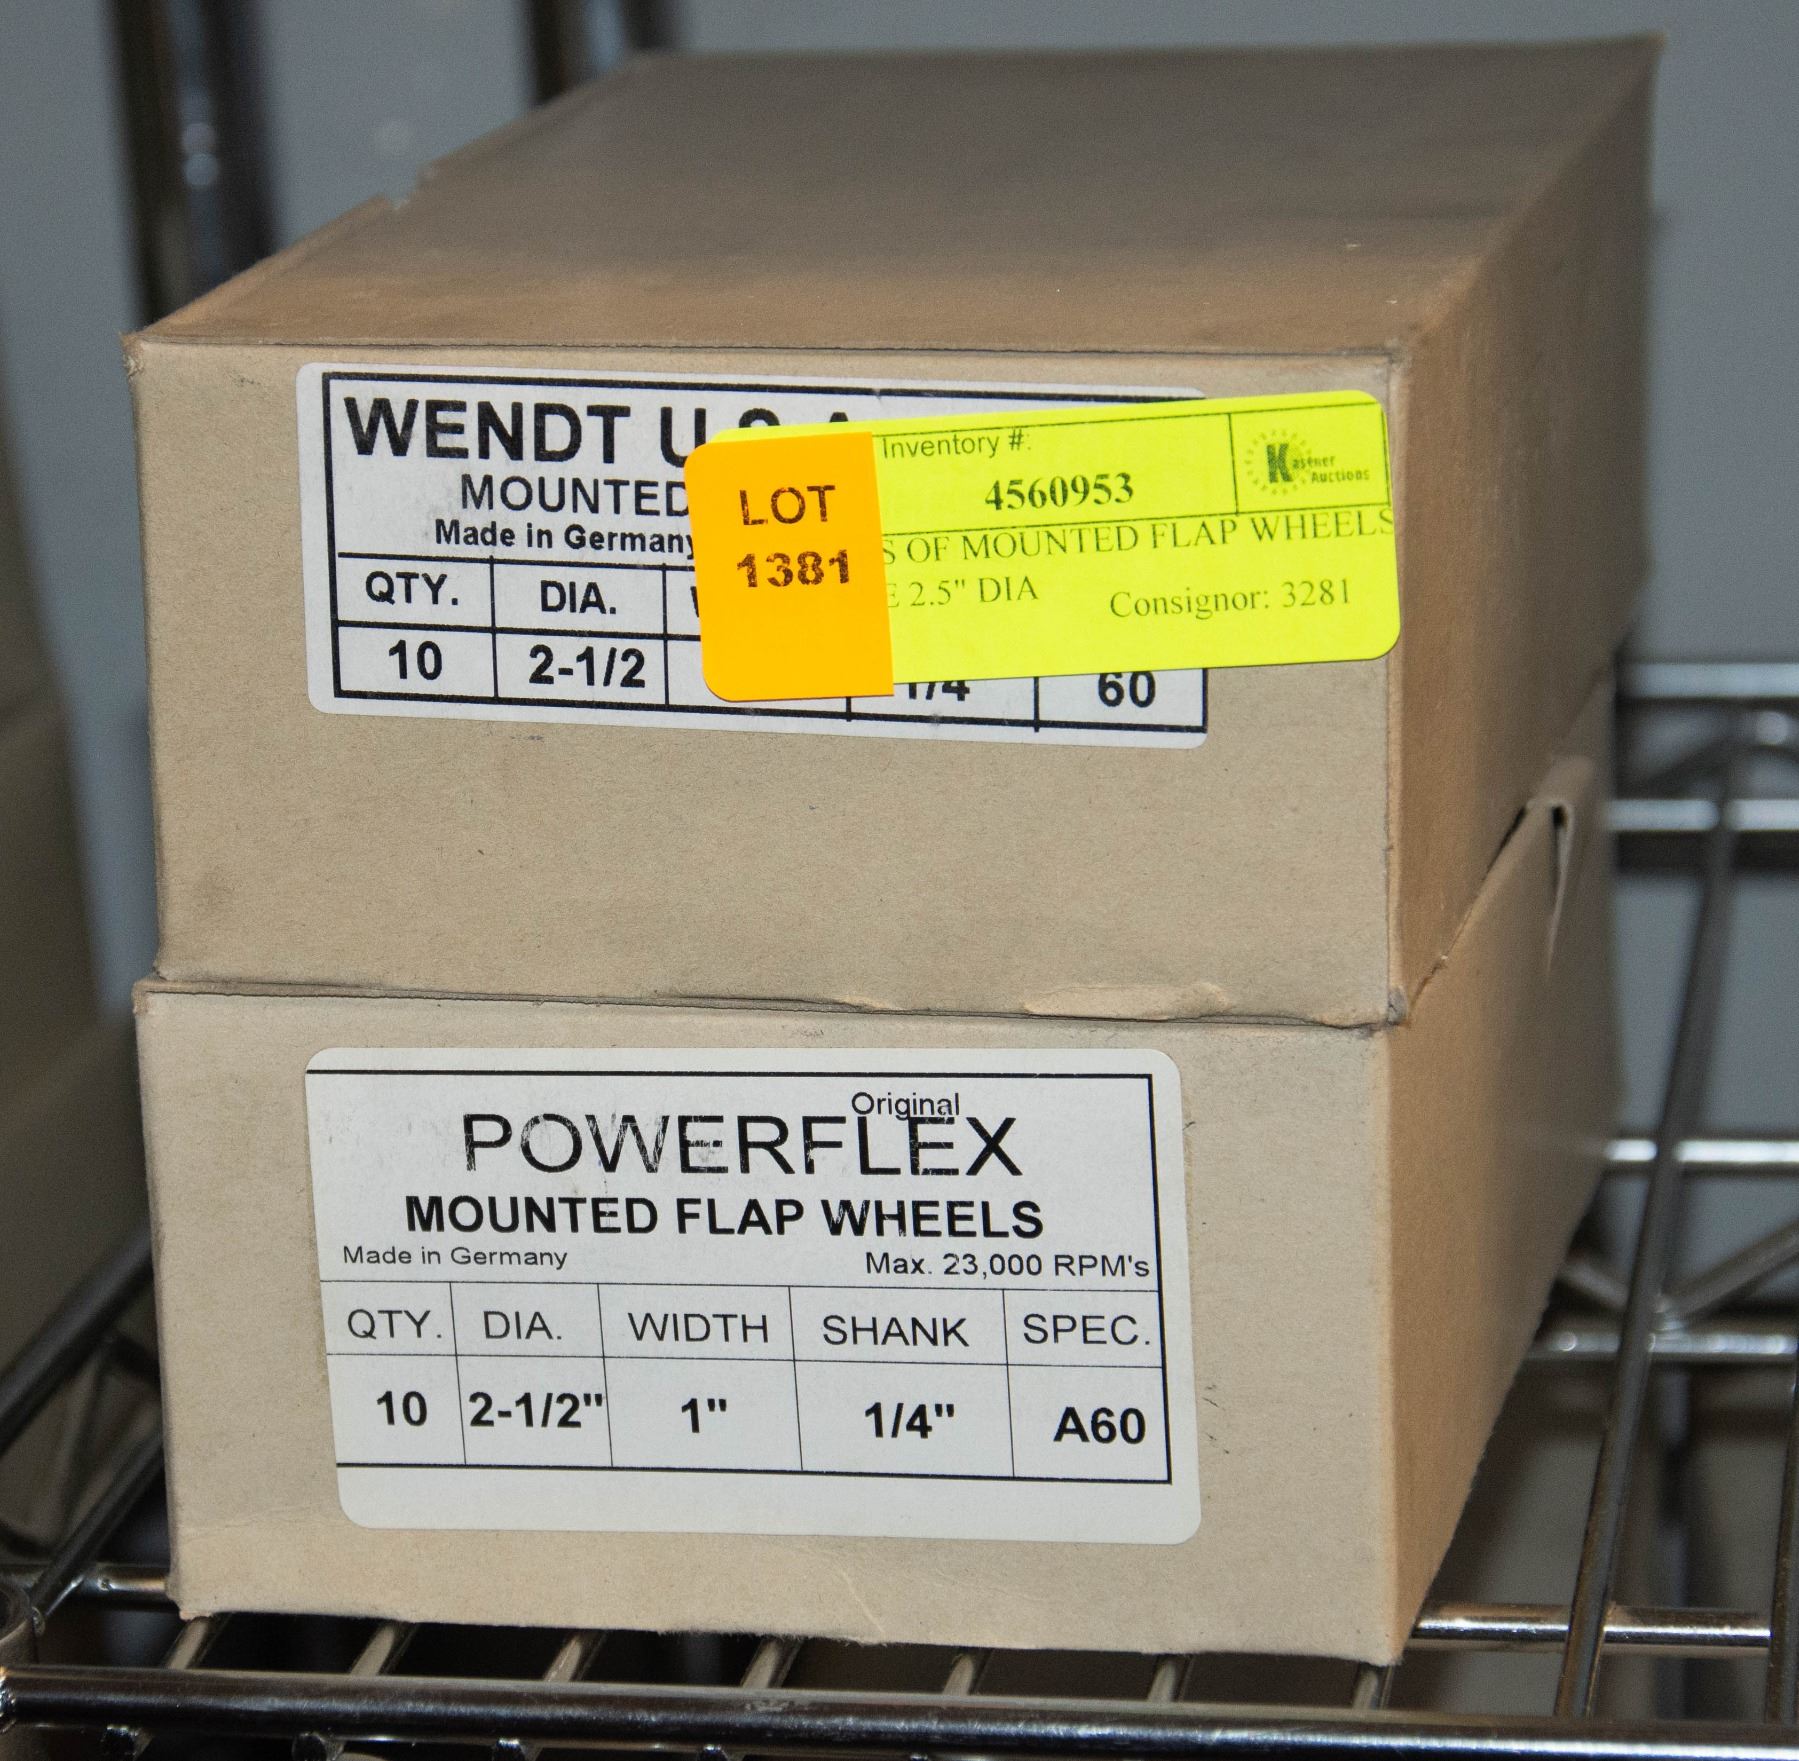 WENDT U.S.A
MOUNTED
Made in Germany
QTY. DIA.
10 2-1/2 1/4 60
LOT
1381
Inventory #:
4560953
Kastner
Auctions
S OF MOUNTED FLAP WHEELS
E 2.5" DIA
Consignor: 3281
Original
POWERFLEX
MOUNTED FLAP WHEELS
Made in Germany Max. 23,000 RPM's
QTY. DIA. WIDTH SHANK SPEC.
10 2-1/2" 1" 1/4" A60